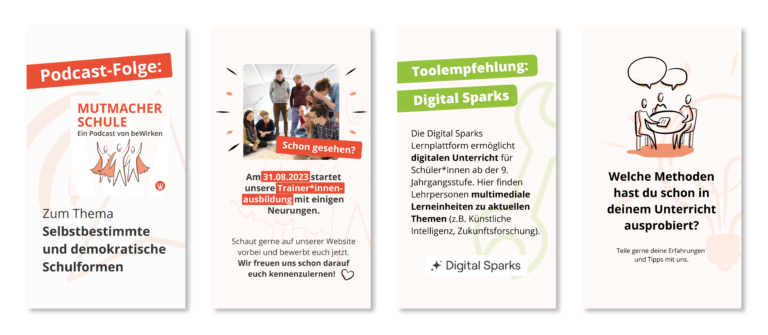 Podcast-Folge:
MUTMACHER
SCHULE
Ein Podcast von beWirken
Zum Thema
Selbstbestimmte
und demokratische
Schulformen
Schon gesehen?
Am 31.08.2023 startet
unsere Trainer*innen-
ausbildung mit einigen
Neurungen.
Schaut gerne auf unserer Website
vorbei und bewerbt euch jetzt.
Wir freuen uns schon darauf
euch kennenzulernen!
Toolempfehlung:
Digital Sparks
Die Digital Sparks
Lernplattform ermöglicht
digitalen Unterricht für
Schüler*innen ab der 9.
Jahrgangsstufe. Hier finden
Lehrpersonen multimediale
Lerneinheiten zu aktuellen
Themen (z.B. Künstliche
Intelligenz, Zukunftsforschung).
Digital Sparks
Welche Methoden
hast du schon in
deinem Unterricht
ausprobiert?
Teile gerne deine Erfahrungen
und Tipps mit uns.